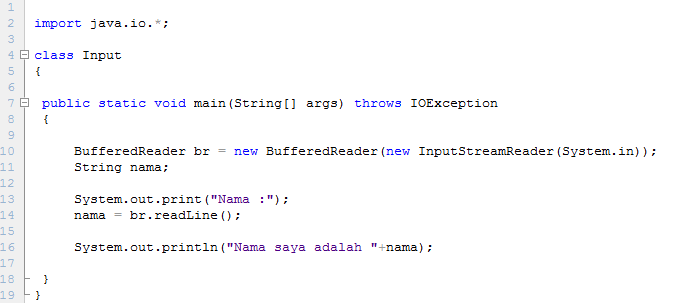 1
2 import java.io.*;
3
4 class Input
5 {
6
7 public static void main(String[] args) throws IOException
8 {
9
10 BufferedReader br = new BufferedReader(new InputStreamReader(System.in));
11 String nama;
12
13 System.out.print("Nama :");
14 nama = br.readLine();
15
16 System.out.println("Nama saya adalah "+nama);
17
18 }
19 }